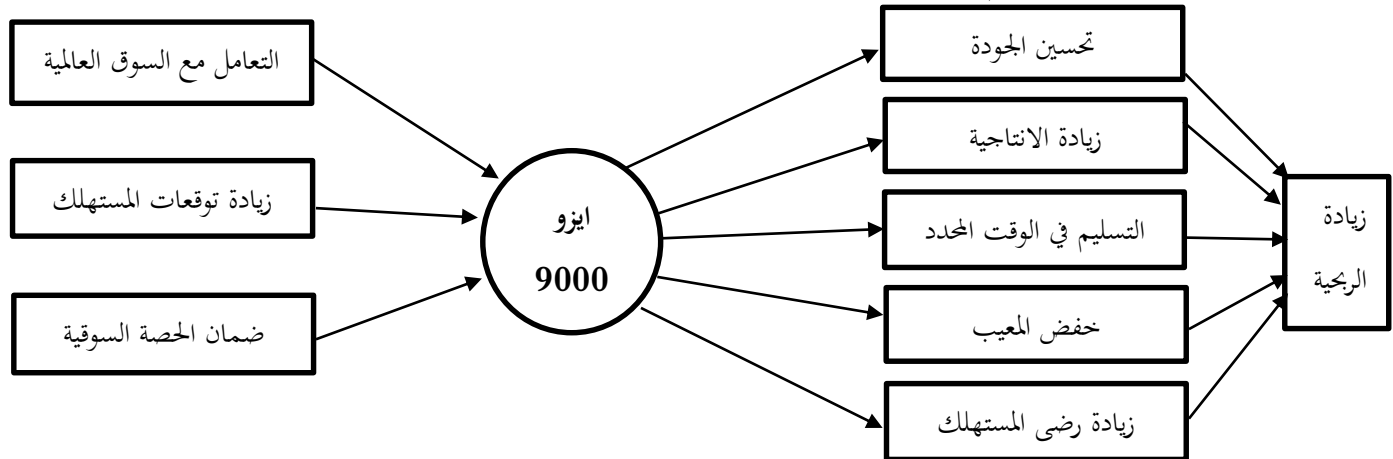 التعامل مع السوق العالمية
زيادة توقعات المستهلك
ضمان الحصة السوقية
ايزو
9000
تحسين الجودة
زيادة الانتاجية
التسليم في الوقت المحدد
خفض المعيب
زيادة رضى المستهلك
زيادة
الربحية